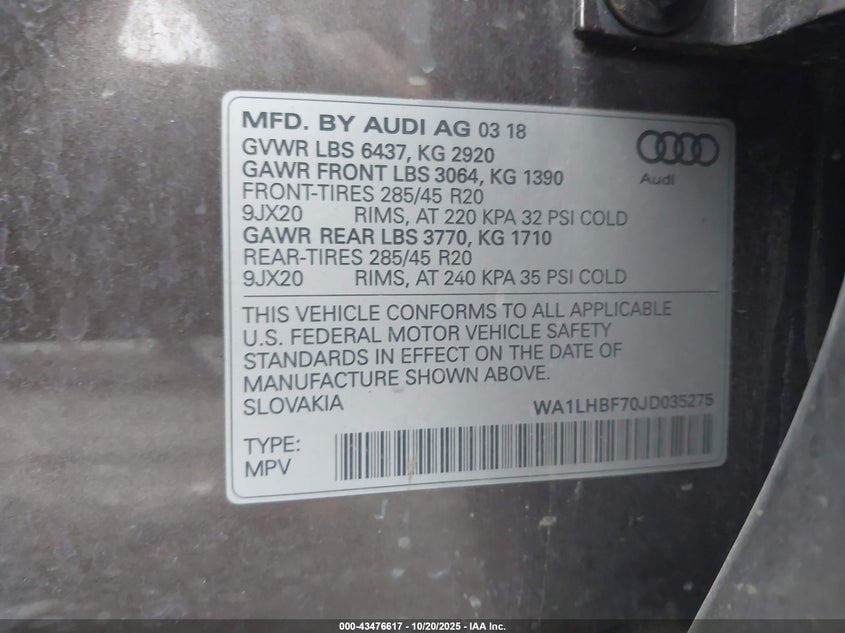 MFD. BY AUDI AG 03 18
GVWR LBS 6437, KG 2920
GAWR FRONT LBS 3064, KG 1390
FRONT-TIRES 285/45 R20
9JX20 RIMS, AT 220 KPA 32 PSI COLD
GAWR REAR LBS 3770, KG 1710
REAR-TIRES 285/45 R20
9JX20 RIMS, AT 240 KPA 35 PSI COLD
Audi
THIS VEHICLE CONFORMS TO ALL APPLICABLE
U.S. FEDERAL MOTOR VEHICLE SAFETY
STANDARDS IN EFFECT ON THE DATE OF
MANUFACTURE SHOWN ABOVE.
SLOVAKIA WA1LHBF70JD035275
TYPE:
MPV
000-43476617 - 10/20/2025 - IAA Inc.